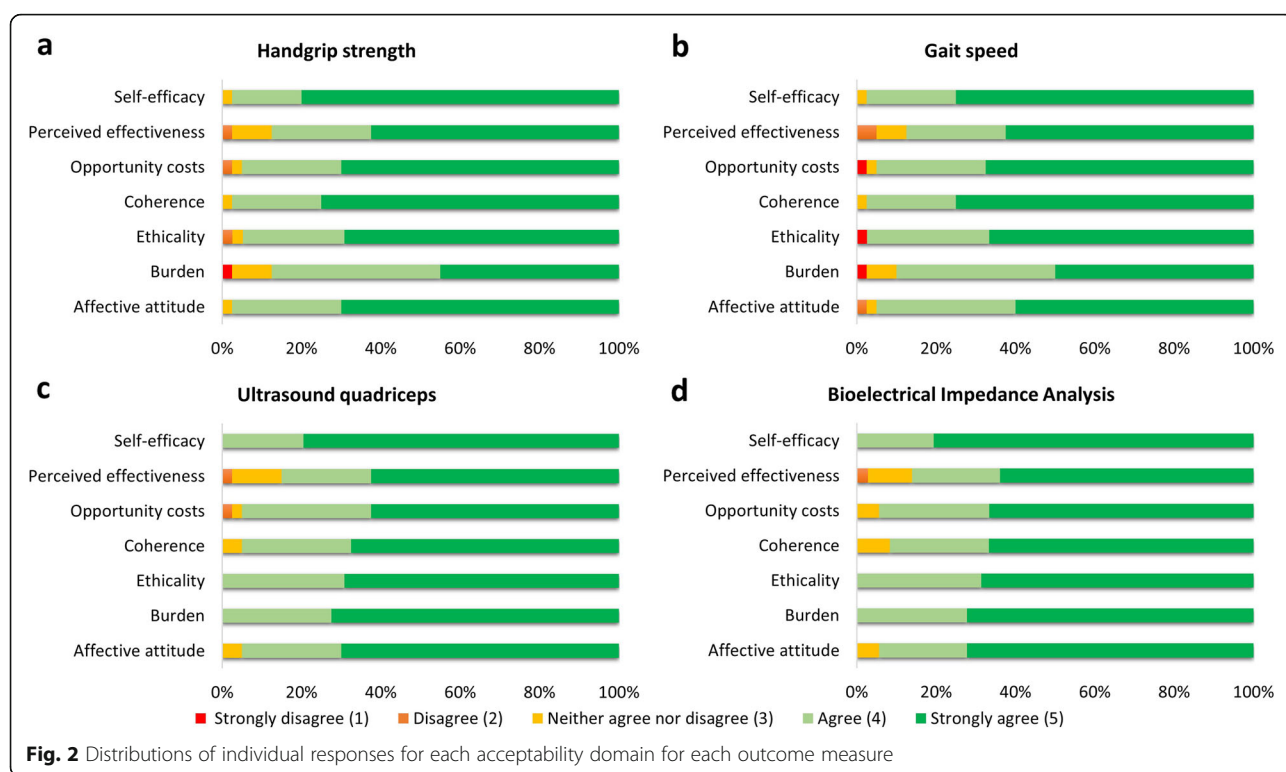 a
Handgrip strength
Self-efficacy
Perceived effectiveness
Opportunity costs
Coherence
Ethicality
Burden
Affective attitude
0% 20% 40% 60% 80% 100%
b
Gait speed
Self-efficacy
Perceived effectiveness
Opportunity costs
Coherence
Ethicality
Burden
Affective attitude
0% 20% 40% 60% 80% 100%
c
Ultrasound quadriceps
Self-efficacy
Perceived effectiveness
Opportunity costs
Coherence
Ethicality
Burden
Affective attitude
0% 20% 40% 60% 80% 100%
d
Bioelectrical Impedance Analysis
Self-efficacy
Perceived effectiveness
Opportunity costs
Coherence
Ethicality
Burden
Affective attitude
0% 20% 40% 60% 80% 100%
Strongly disagree (1) Disagree (2) Neither agree nor disagree (3) Agree (4) Strongly agree (5)
Fig. 2 Distributions of individual responses for each acceptability domain for each outcome measure